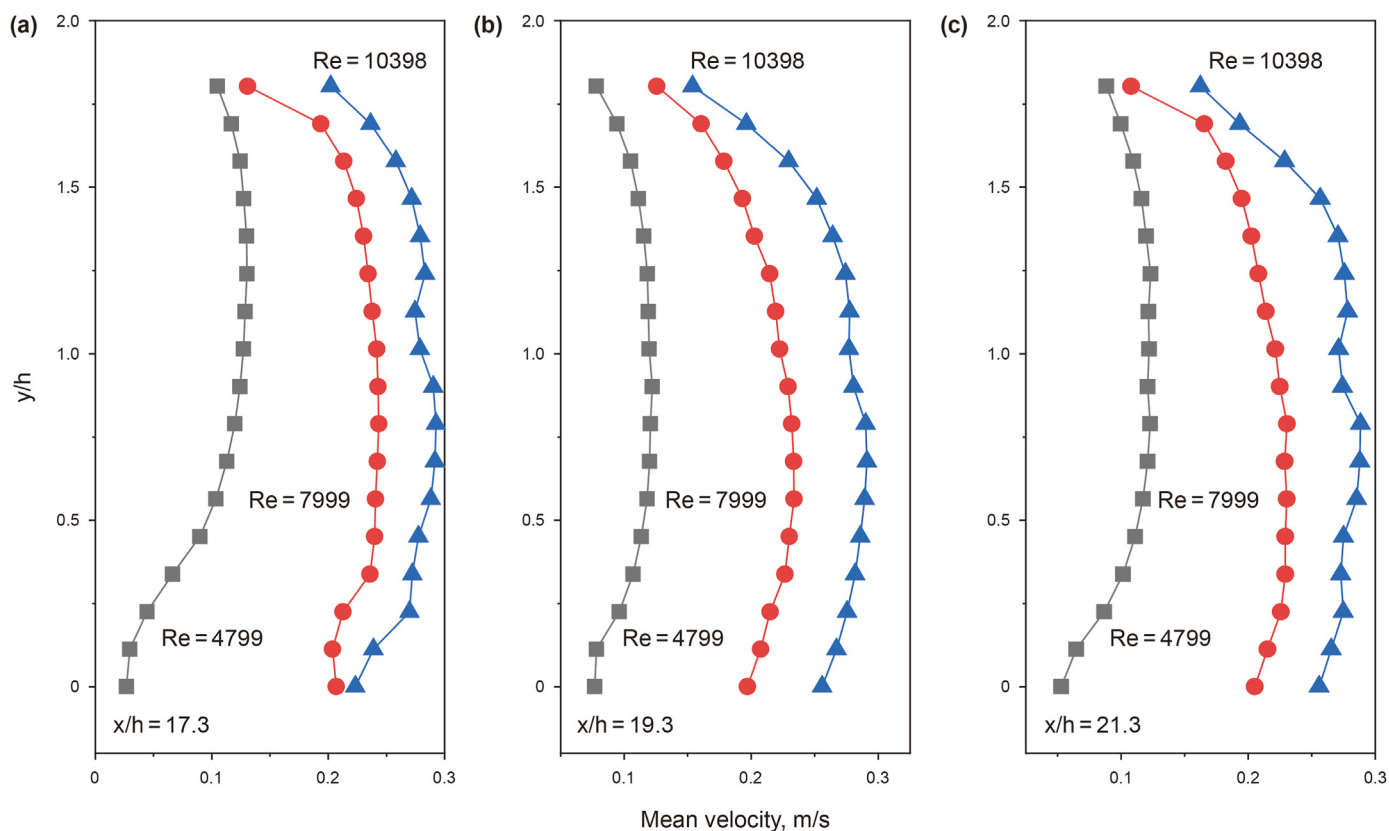 (a)
2.0
1.5
1.0
0.5
0
y/h
Re = 10398
Re = 7999
Re = 4799
x/h = 17.3
0
0.1
0.2
0.3
(b)
2.0
1.5
1.0
0.5
0
Re = 10398
Re = 7999
Re = 4799
x/h = 19.3
0.1
0.2
0.3
(c)
2.0
1.5
1.0
0.5
0
Re = 10398
Re = 7999
Re = 4799
x/h = 21.3
0.1
0.2
0.3
Mean velocity, m/s